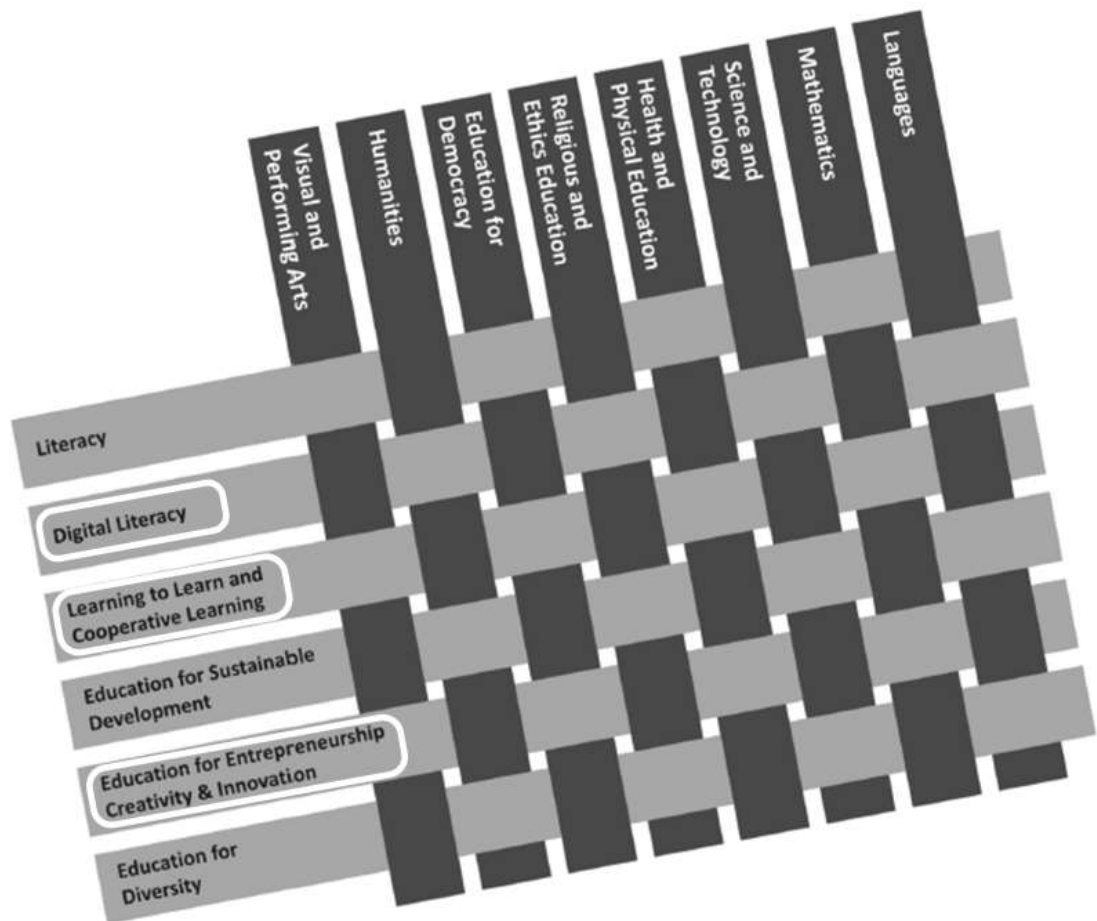 Visual and
Performing Arts
Humanities
Education for
Democracy
Religious and
Ethics Education
Health and
Physical Education
Science and
Technology
Mathematics
Languages
Literacy
Digital Literacy
Learning to Learn and
Cooperative Learning
Education for Sustainable
Development
Education for Entrepreneurship
Creativity & Innovation
Education for
Diversity